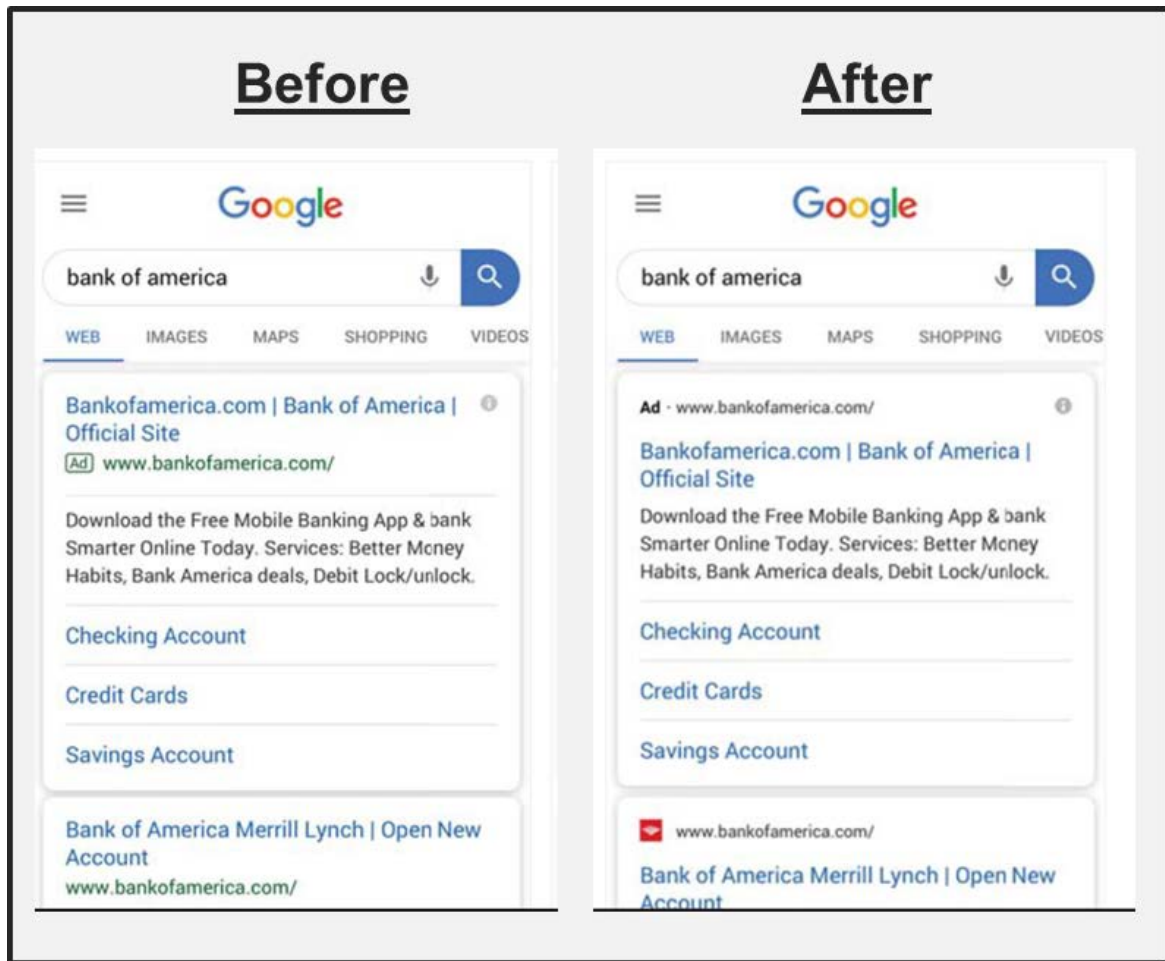 Before
Google
bank of america
WEB IMAGES MAPS SHOPPING VIDEOS
Bankofamerica.com | Bank of America |
Official Site
Ad www.bankofamerica.com/
Download the Free Mobile Banking App & bank
Smarter Online Today. Services: Better Money
Habits, Bank America deals, Debit Lock/unlock.
Checking Account
Credit Cards
Savings Account
Bank of America Merrill Lynch | Open New
Account
www.bankofamerica.com/
After
Google
bank of america
WEB IMAGES MAPS SHOPPING VIDEOS
Ad · www.bankofamerica.com/
Bankofamerica.com | Bank of America |
Official Site
Download the Free Mobile Banking App & bank
Smarter Online Today. Services: Better Money
Habits, Bank America deals, Debit Lock/unlock.
Checking Account
Credit Cards
Savings Account
www.bankofamerica.com/
Bank of America Merrill Lynch | Open New
Account